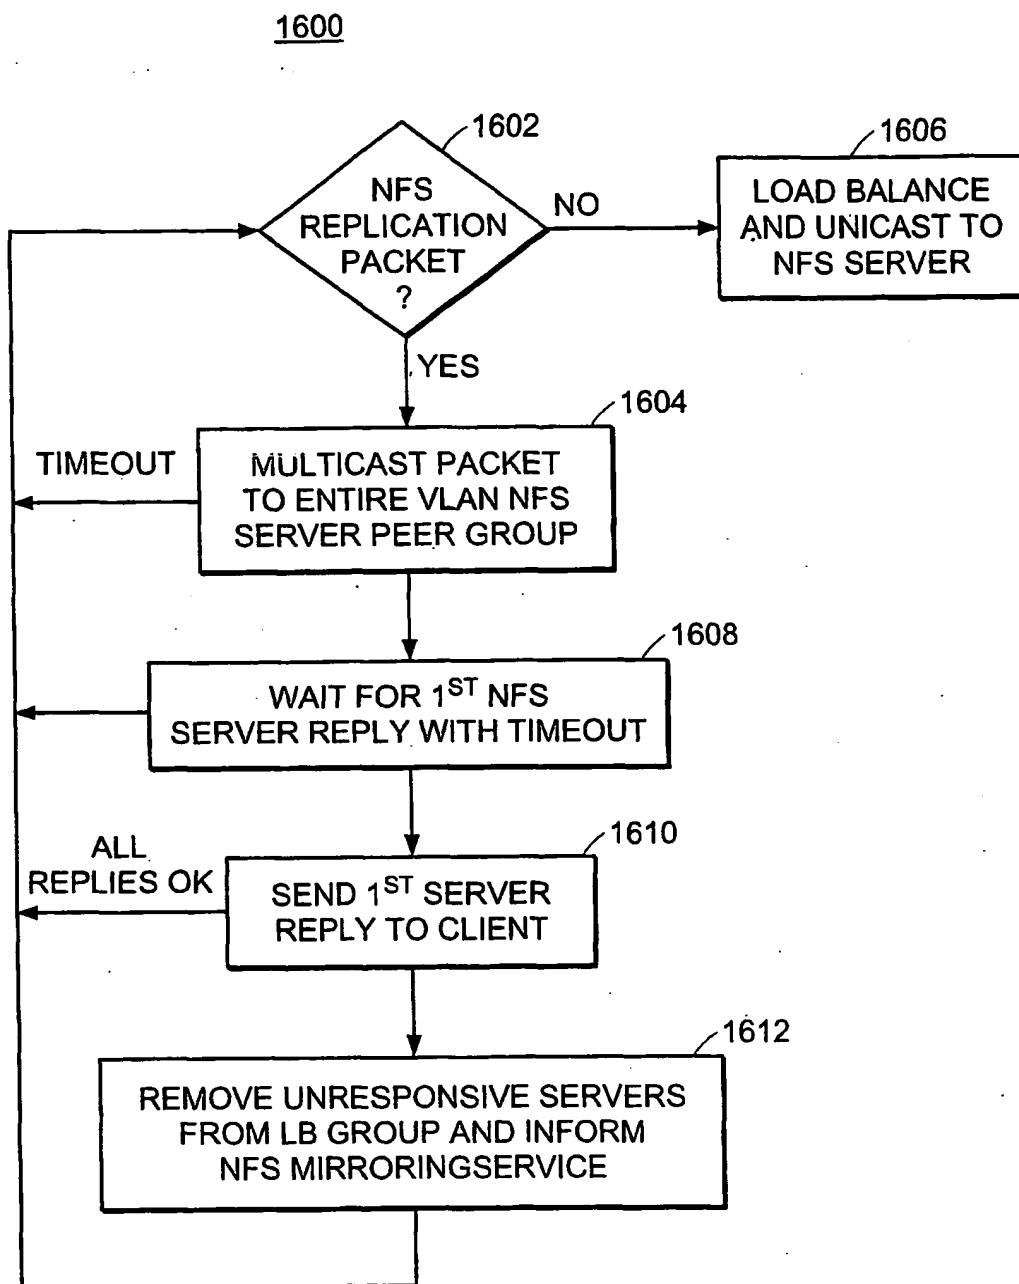 1600
1602
NFS
REPLICATION
PACKET
?
NO
1606
LOAD BALANCE
AND UNICAST TO
NFS SERVER
YES
1604
TIMEOUT
MULTICAST PACKET
TO ENTIRE VLAN NFS
SERVER PEER GROUP
1608
WAIT FOR 1ST NFS
SERVER REPLY WITH TIMEOUT
1610
ALL
REPLIES OK
SEND 1ST SERVER
REPLY TO CLIENT
1612
REMOVE UNRESPONSIVE SERVERS
FROM LB GROUP AND INFORM
NFS MIRRORINGSERVICE